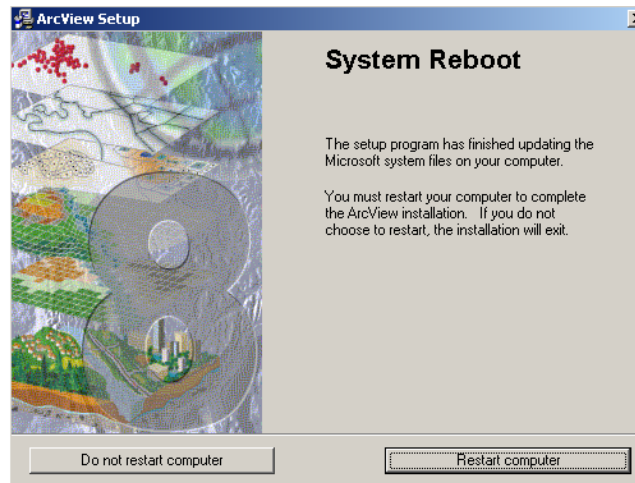 ArcView Setup
System Reboot
The setup program has finished updating the
Microsoft system files on your computer.
You must restart your computer to complete
the ArcView installation.   If you do not
choose to restart, the installation will exit.
8
Do not restart computer
Restart computer